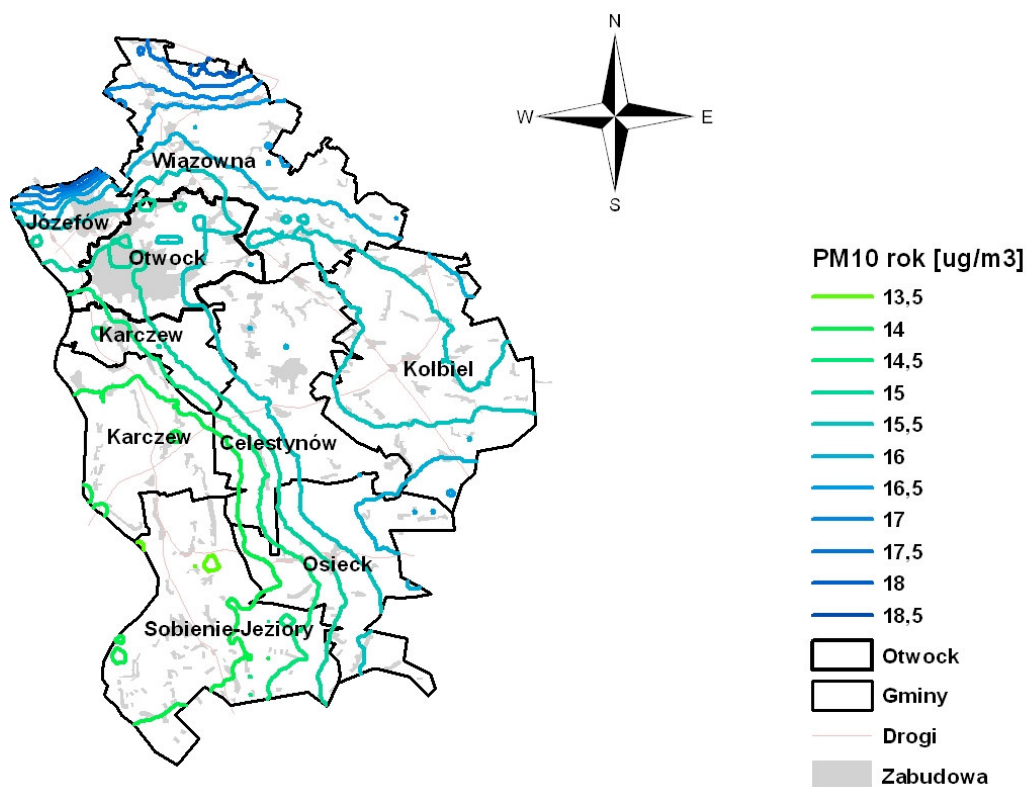 N
W
E
S
Wiązowna
Józefów
Otwock
Karczew
Kołbiel
Karczew
Celestynów
Osieck
Sobienie-Jeziory
PM10 rok [ug/m3]
13,5
14
14,5
15
15,5
16
16,5
17
17,5
18
18,5
Otwock
Gminy
Drogi
Zabudowa